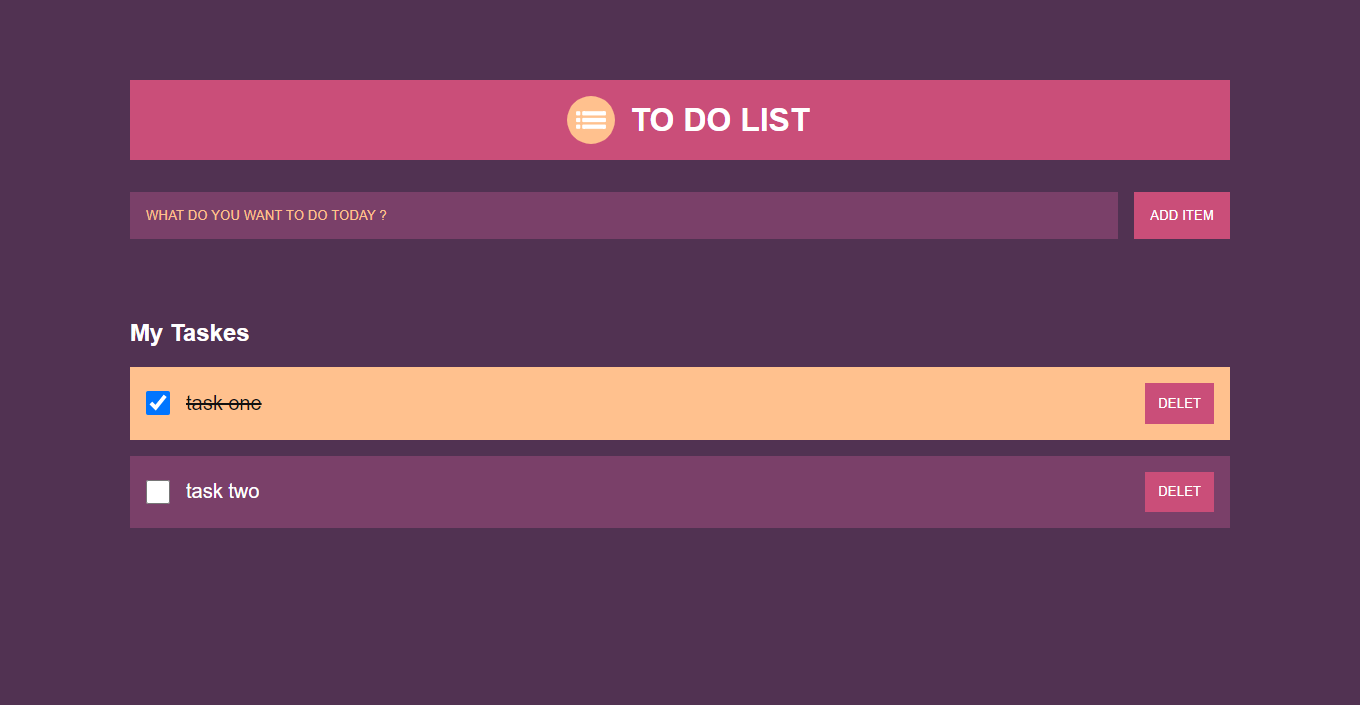 TO DO LIST
WHAT DO YOU WANT TO DO TODAY ?
ADD ITEM
My Taskes
task one
DELET
task two
DELET